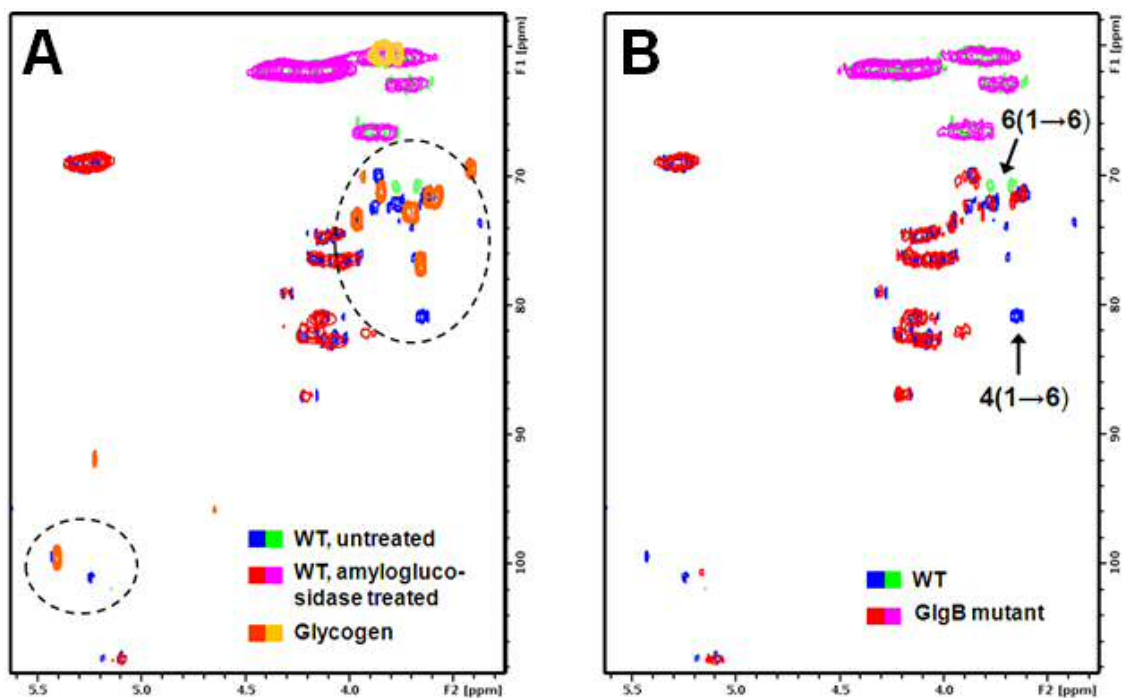 A
F1 [ppm]
70
80
90
100
WT, untreated
WT, amyrogluco-
sidase treated
Glycogen
5.5
5.0
4.5
4.0
F2 [ppm]
B
F1 [ppm]
6(1→6)
70
80
4(1→6)
90
100
WT
GlgB mutant
5.5
5.0
4.5
4.0
F2 [ppm]